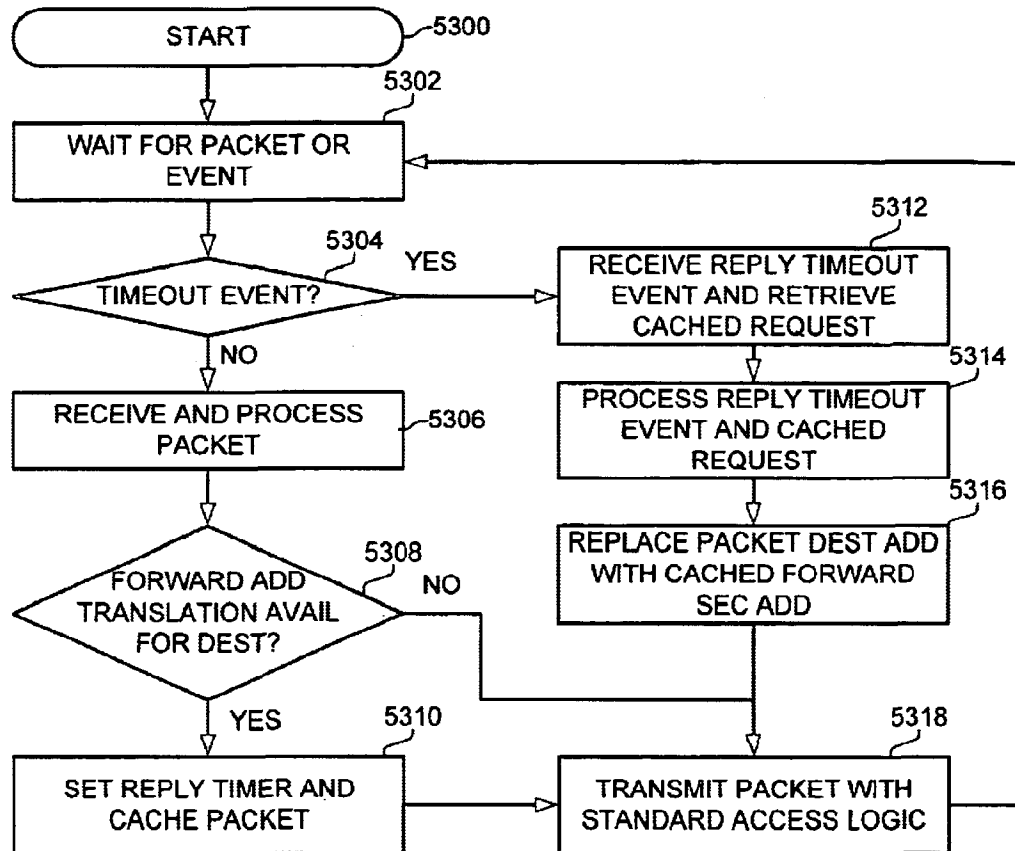 START
5300
5302
WAIT FOR PACKET OR
EVENT
5304
TIMEOUT EVENT?
YES
NO
5312
RECEIVE REPLY TIMEOUT
EVENT AND RETRIEVE
CACHED REQUEST
RECEIVE AND PROCESS
PACKET
5306
5314
PROCESS REPLY TIMEOUT
EVENT AND CACHED
REQUEST
5308
FORWARD ADD
TRANSLATION AVAIL
FOR DEST?
NO
YES
5316
REPLACE PACKET DEST ADD
WITH CACHED FORWARD
SEC ADD
5310
SET REPLY TIMER AND
CACHE PACKET
5318
TRANSMIT PACKET WITH
STANDARD ACCESS LOGIC